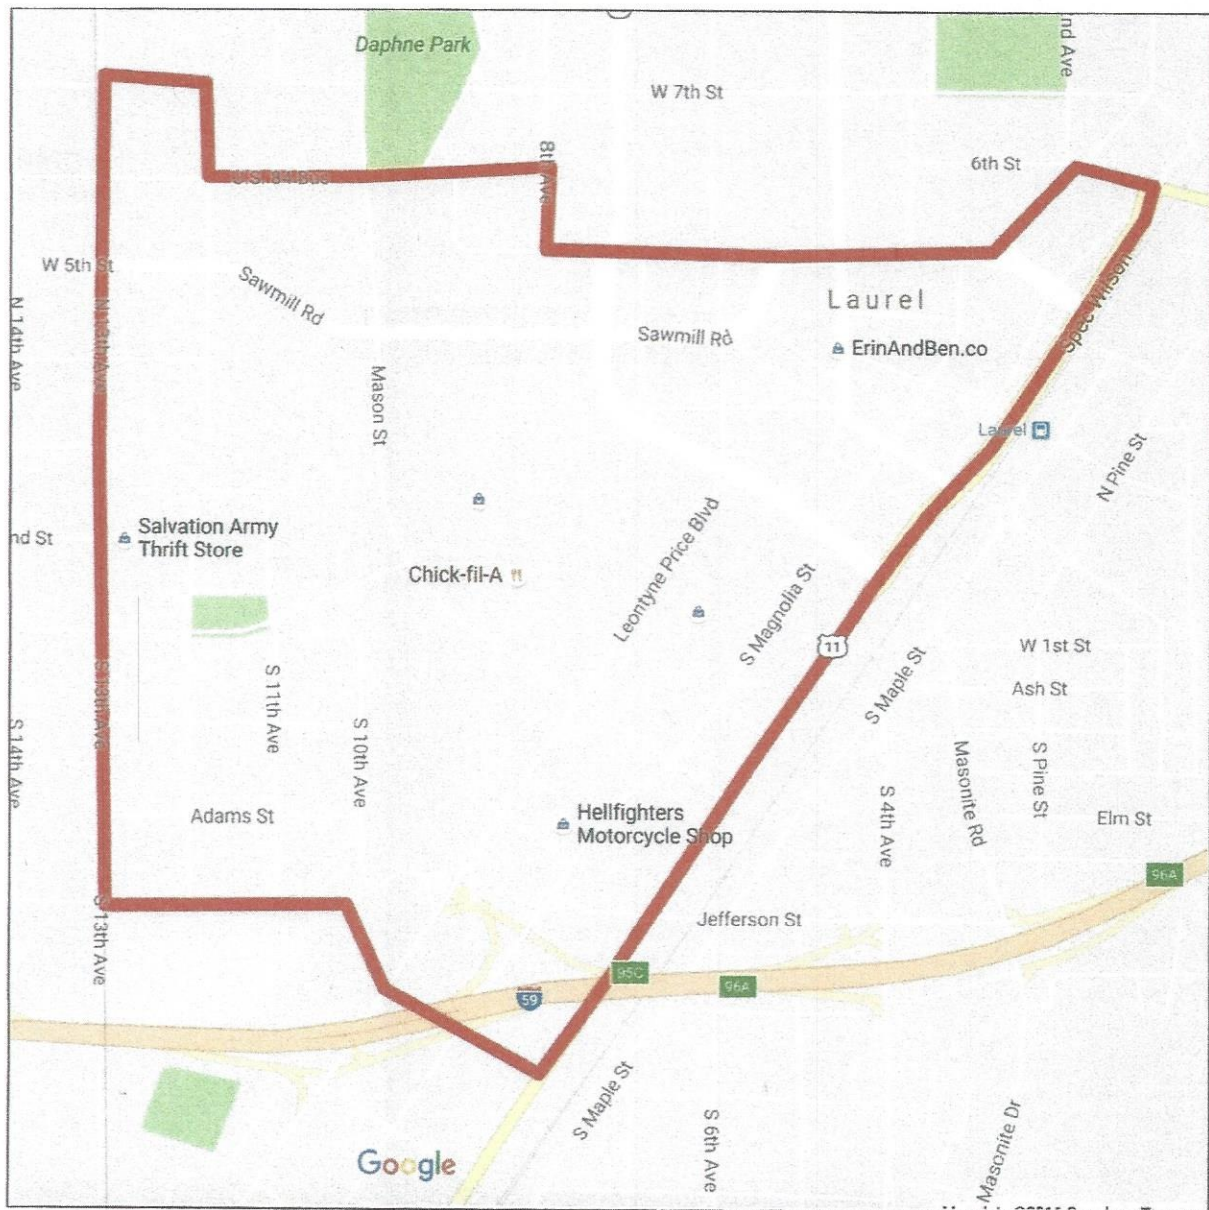 Daphne Park
nd Ave
W 7th St
8th Ave
6th St
U.S. 84 Bus
W 5th St
Sawmill Rd
N 14th Ave
N 13th Ave
Laurel
Sawmill Rd
ErinAndBen.co
Spec Wilson
Mason St
Laurel
N Pine St
nd St
Salvation Army
Thrift Store
Chick-fil-A
Leontyne Price Blvd
S Magnolia St
11
W 1st St
Ash St
S Maple St
S 13th Ave
S 11th Ave
S 10th Ave
S 14th Ave
Masonite Rd
S Pine St
S 4th Ave
Adams St
Hellfighters
Motorcycle Shop
Elm St
96A
S 13th Ave
Jefferson St
95C
96A
59
S Maple St
S 6th Ave
Masonite Dr
Google